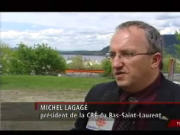 MICHEL LAGACÉ
président de la CRÉ du Bas-Saint-Laurent